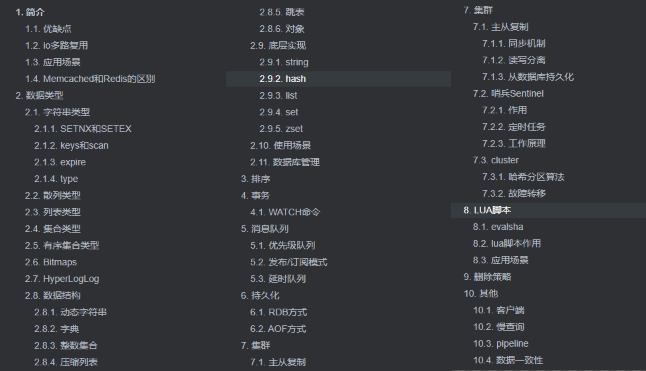 1. 简介
1.1. 优缺点
1.2. io多路复用
1.3. 应用场景
1.4. Memcached和Redis的区别
2. 数据类型
2.1. 字符串类型
2.1.1. SETNX和SETEX
2.1.2. keys和scan
2.1.3. expire
2.1.4. type
2.2. 散列类型
2.3. 列表类型
2.4. 集合类型
2.5. 有序集合类型
2.6. Bitmaps
2.7. HyperLogLog
2.8. 数据结构
2.8.1. 动态字符串
2.8.2. 字典
2.8.3. 整数集合
2.8.4. 压缩列表
2.8.5. 跳表
2.8.6. 对象
2.9. 底层实现
2.9.1. string
2.9.2. hash
2.9.3. list
2.9.4. set
2.9.5. zset
2.10. 使用场景
2.11. 数据库管理
3. 排序
4. 事务
4.1. WATCH命令
5. 消息队列
5.1. 优先级队列
5.2. 发布/订阅模式
5.3. 延时队列
6. 持久化
6.1. RDB方式
6.2. AOF方式
7. 集群
7.1. 主从复制
7. 集群
7.1. 主从复制
7.1.1. 同步机制
7.1.2. 读写分离
7.1.3. 从数据库持久化
7.2. 哨兵Sentinel
7.2.1. 作用
7.2.2. 定时任务
7.2.3. 工作原理
7.3. cluster
7.3.1. 哈希分区算法
7.3.2. 故障转移
8. LUA脚本
8.1. evalsha
8.2. lua脚本作用
8.3. 应用场景
9. 删除策略
10. 其他
10.1. 客户端
10.2. 慢查询
10.3. pipeline
10.4. 数据一致性